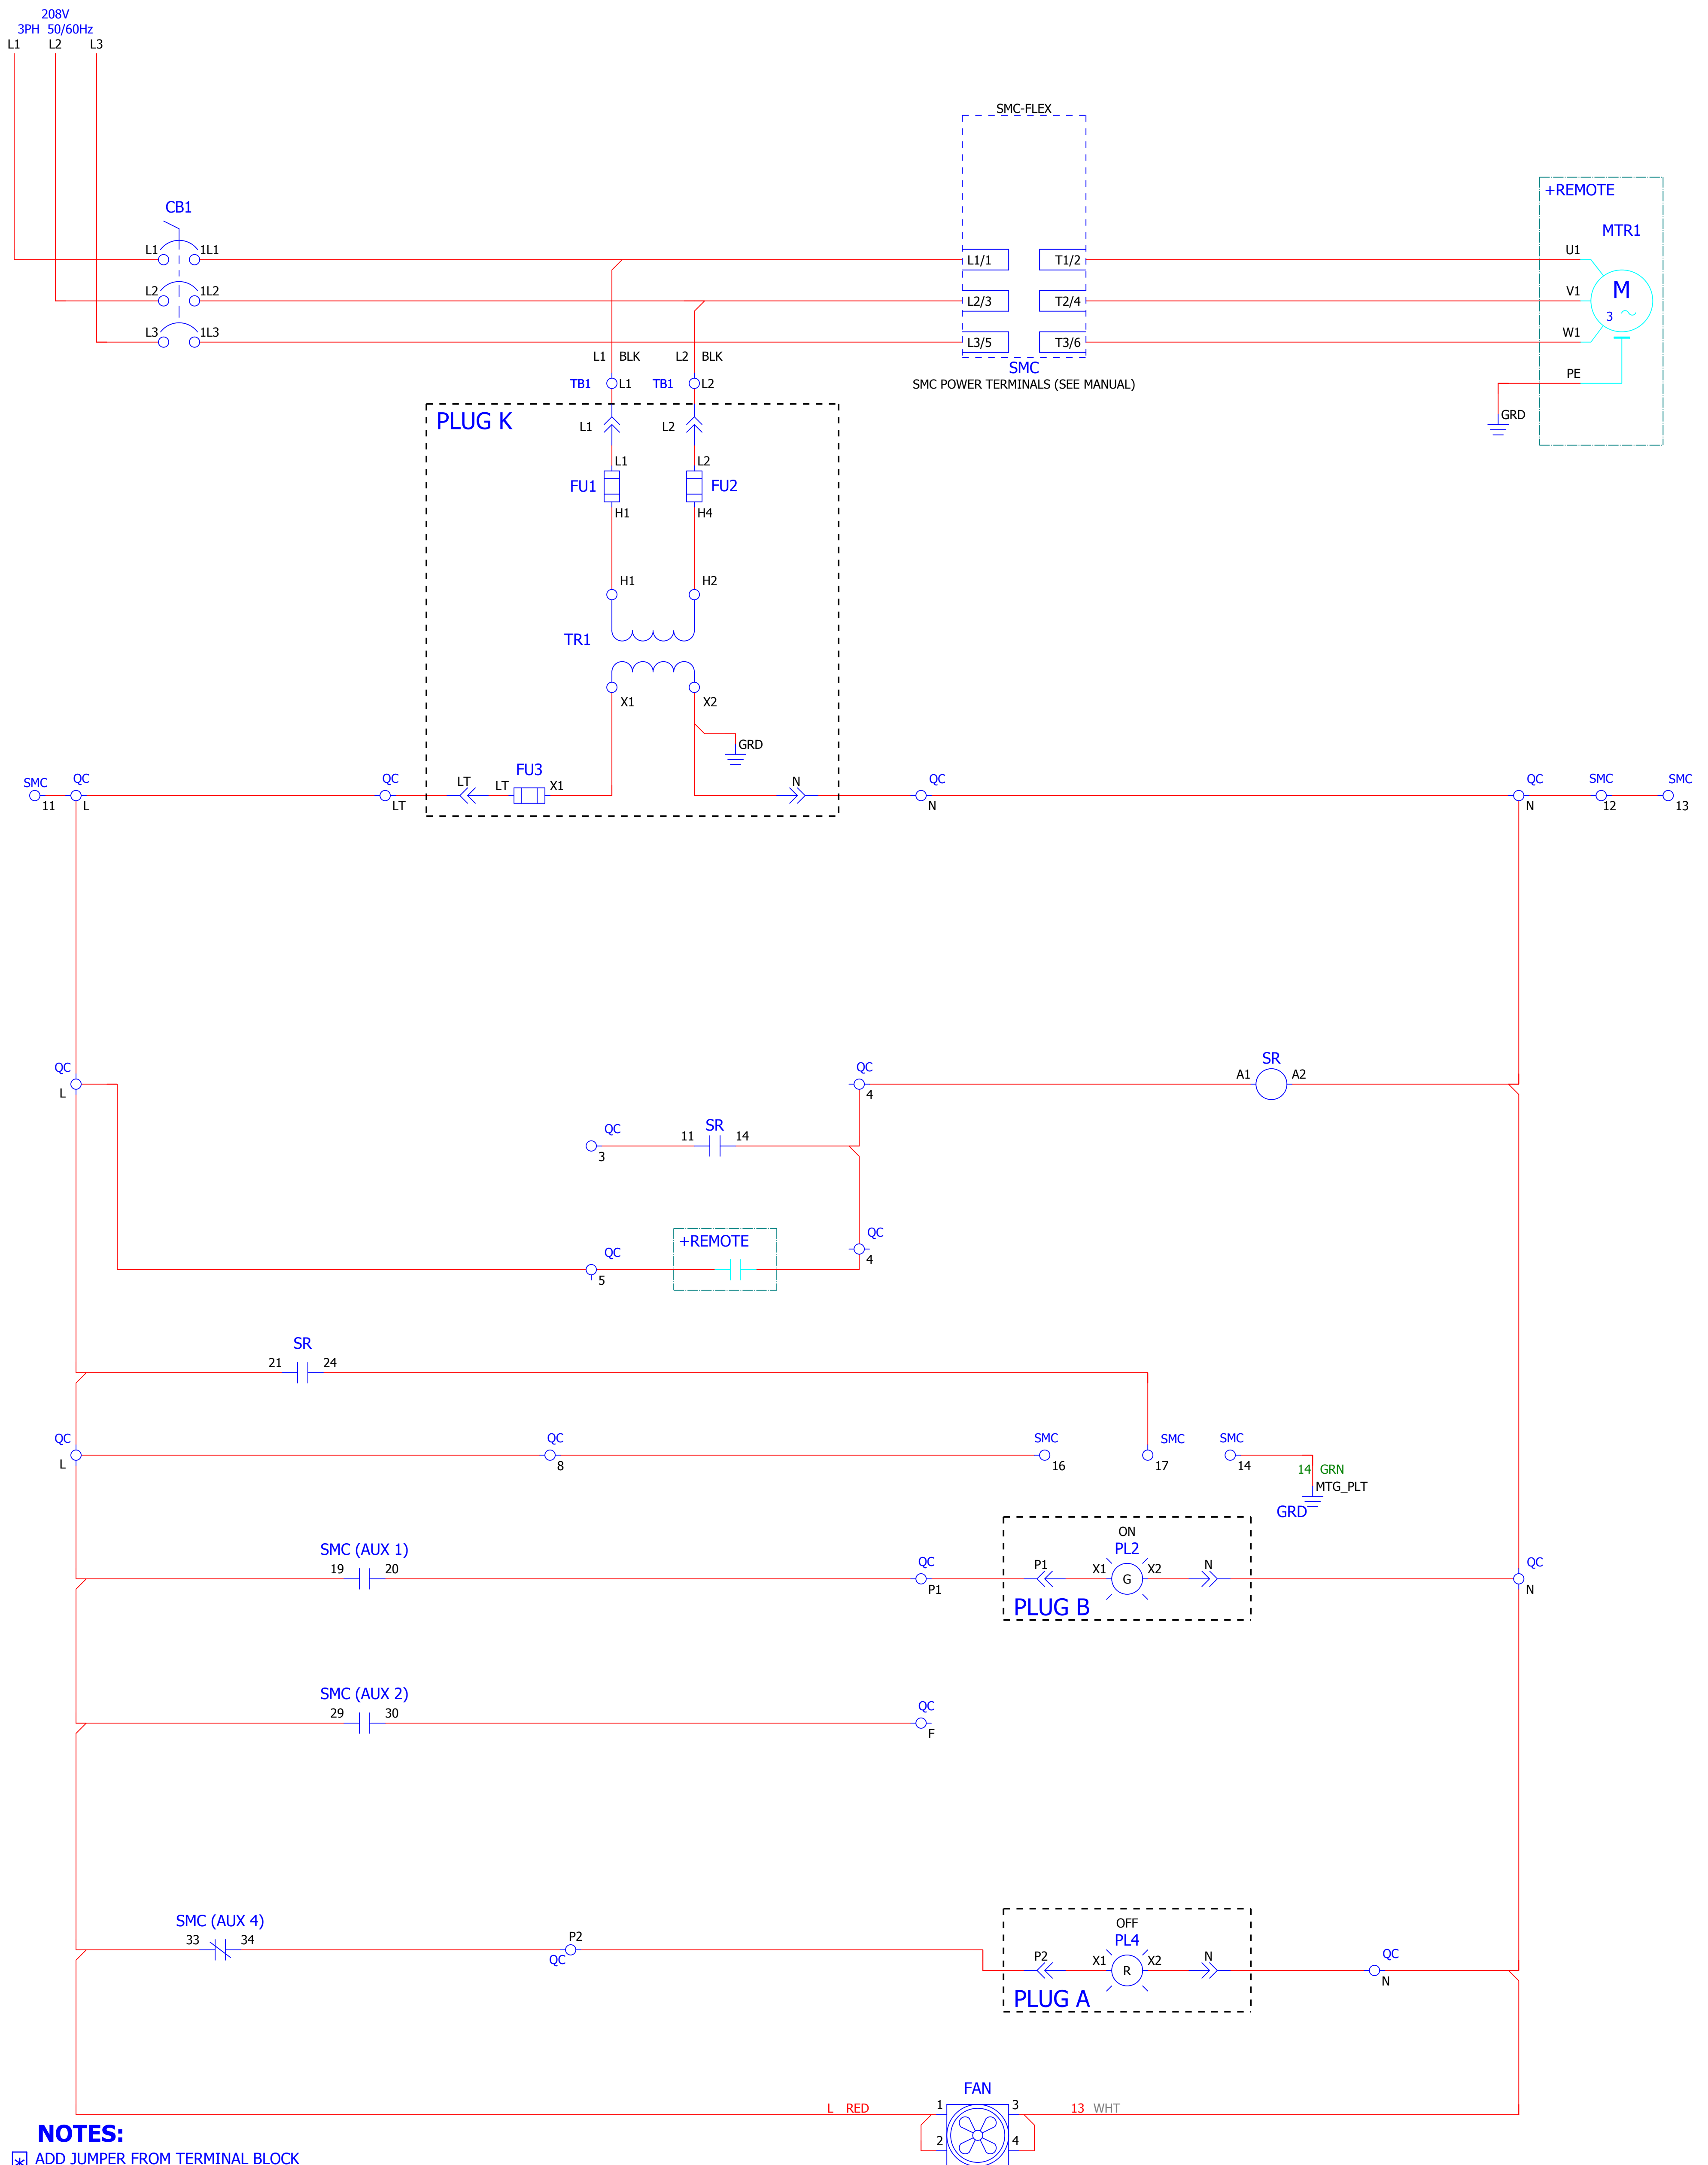 208V
3PH 50/60Hz
L1 L2 L3
SMC-FLEX
+REMOTE
CB1
MTR1
L1 1L1 L1/1 T1/2 U1
L2 1L2 L2/3 T2/4 V1
M
3
L3 1L3 L3/5 T3/6 W1
L1 BLK L2 BLK
SMC
SMC POWER TERMINALS (SEE MANUAL)
PE
TB1 L1 TB1 L2
GRD
PLUG K
L1 L2
L1 L2
FU1 FU2
H1 H4
H1 H2
TR1
X1 X2
GRD
FU3
SMC QC QC LT LT X1 N QC QC SMC SMC
11 L LT N N 12 13
QC QC SR
L 4 A1 A2
QC SR
3 11 14
QC +REMOTE QC
5 4
SR
21 24
QC QC SMC SMC SMC
L 8 16 17 14
14 GRN
MTG_PLT
GRD
ON
SMC (AUX 1) PL2
19 20 QC P1 X1 X2 N QC
P1 G N
PLUG B
SMC (AUX 2)
29 30 QC
F
SMC (AUX 4) OFF
33 34 P2 PL4
QC P2 X1 X2 N QC
R N
PLUG A
FAN
L RED 1 3 13 WHT
2 4
NOTES:
* ADD JUMPER FROM TERMINAL BLOCK